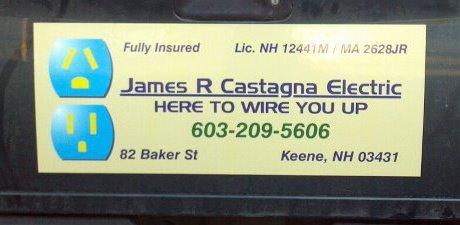 Fully Insured Lic. NH 12441M / MA 2628JR
James R Castagna Electric
HERE TO WIRE YOU UP
603-209-5606
82 Baker St Keene, NH 03431